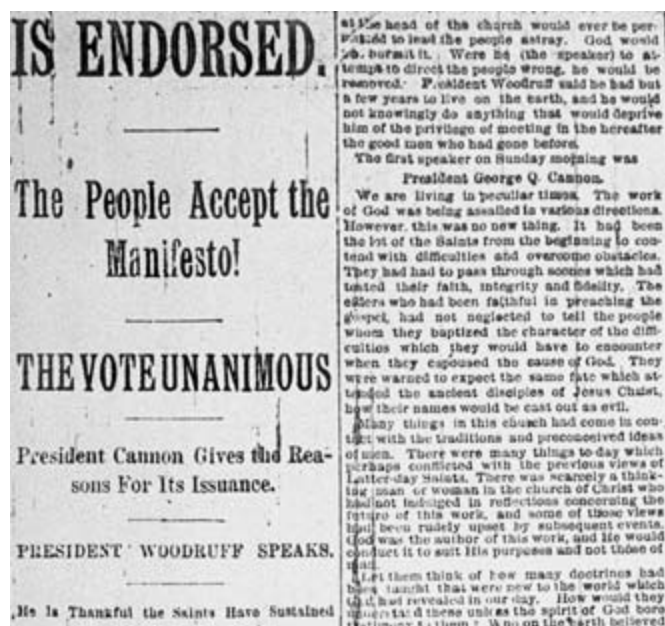 IS ENDORSED.
The People Accept the
Manifesto!
THE VOTE UNANIMOUS
President Cannon Gives the Rea-
sons For Its Issuance.
PRESIDENT WOODRUFF SPEAKS.
He Is Thankful the Saints Have Sustained
at the head of the church would ever be per-
mitted to lead the people astray. God would
not permit it. Were he (the speaker) to at-
tempt to direct the people wrong, he would be
removed. President Woodruff said he had but
a few years to live on the earth, and he would
not knowingly do anything that would deprive
him of the privilege of meeting in the hereafter
the good men who had gone before.
The first speaker on Sunday morning was
President George Q. Cannon.
We are living in peculiar times. The work
of God was being assailed in various directions.
However, this was no new thing. It had been
the lot of the Saints from the beginning to con-
tend with difficulties and overcome obstacles.
They had had to pass through scenes which had
tested their faith, integrity and fidelity. The
elders who had been faithful in preaching the
gospel, had not neglected to tell the people
whom they baptized the character of the diffi-
culties which they would have to encounter
when they espoused the cause of God. They
were warned to expect the same fate which at-
tended the ancient disciples of Jesus Christ,
how their names would be cast out as evil.
Many things in this church had come in con-
tact with the traditions and preconceived ideas
of men. There were many things to-day which
perhaps conflicted with the previous views of
Latter-day Saints. There was scarcely a think-
ing man or woman in the church of Christ who
had not indulged in reflections concerning the
future of this work, and some of those views
had been rudely upset by subsequent events.
God was the author of this work, and He would
conduct it to suit His purposes and not those of
man.
Let them think of how many doctrines had
been taught that were new to the world which
God had revealed in our day. How would they
understand these unless the spirit of God bore
testimony to them? Who on the earth believed